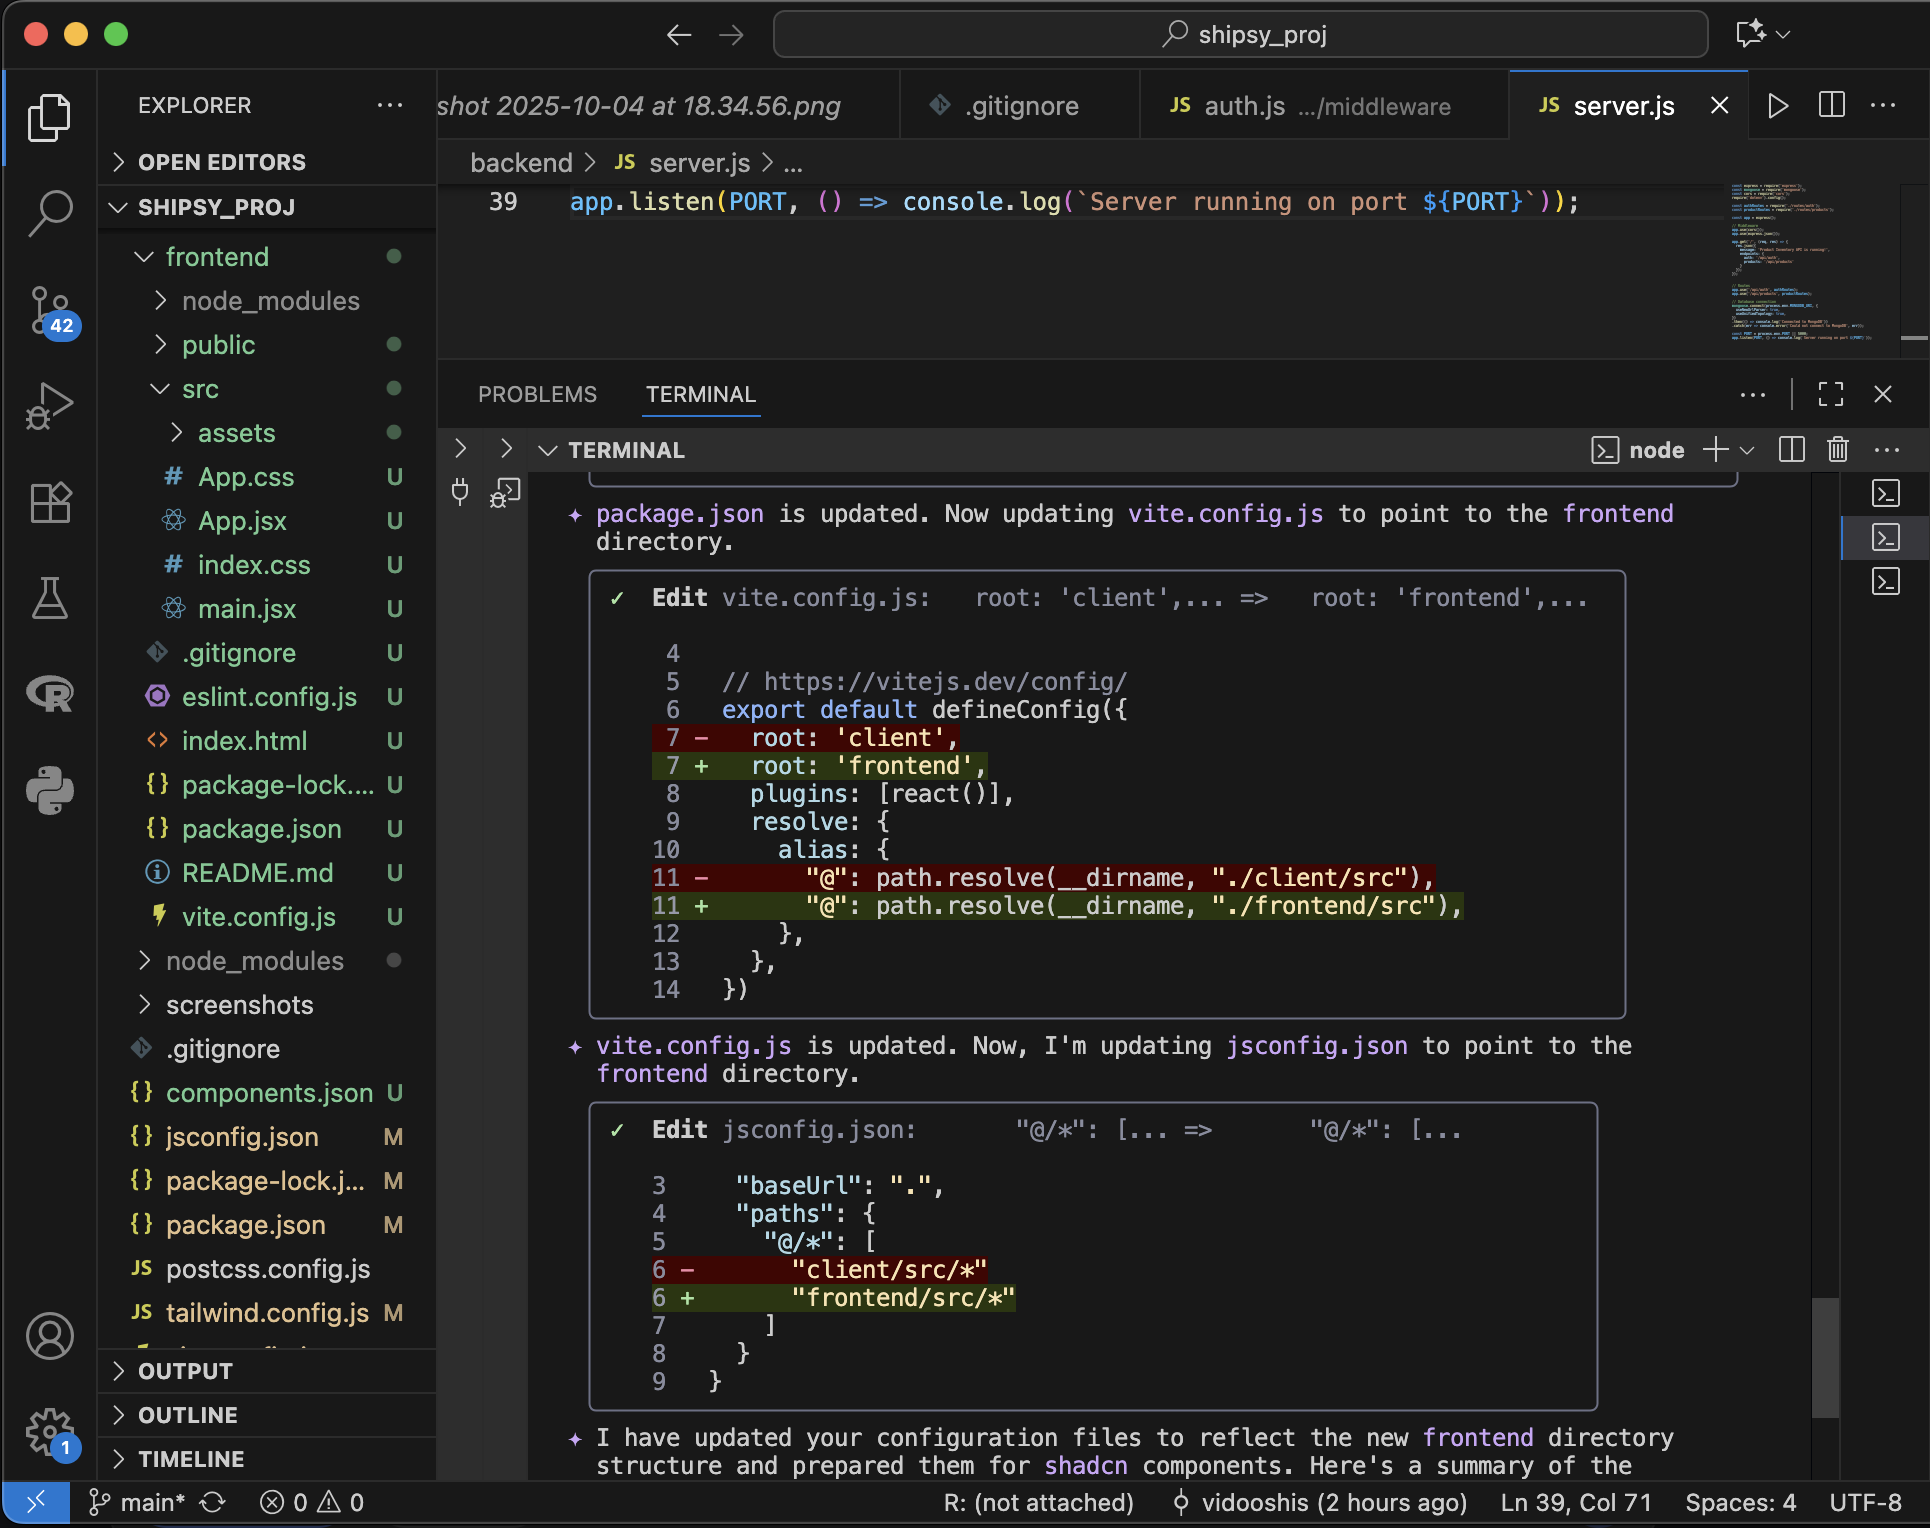 shipsy_proj
EXPLORER
shot 2025-10-04 at 18.34.56.png
.gitignore
JS auth.js .../middleware
JS server.js
OPEN EDITORS
SHIPSY_PROJ
backend > JS server.js > ...
39 app.listen(PORT, () => console.log(`Server running on port ${PORT}`));
frontend
node_modules
public
src
assets
# App.css U
App.jsx U
# index.css U
main.jsx U
.gitignore U
eslint.config.js U
<> index.html U
{} package-lock.... U
{} package.json U
README.md U
vite.config.js U
node_modules
screenshots
.gitignore
{} components.json U
{} jsconfig.json M
{} package-lock.j... M
{} package.json M
JS postcss.config.js
JS tailwind.config.js M
OUTPUT
OUTLINE
TIMELINE
42
1
PROBLEMS
TERMINAL
TERMINAL
node
✦ package.json is updated. Now updating vite.config.js to point to the frontend
directory.
✓ Edit vite.config.js: root: 'client',... => root: 'frontend',...
4
5 // https://vitejs.dev/config/
6 export default defineConfig({
7 - root: 'client',
7 + root: 'frontend',
8 plugins: [react()],
9 resolve: {
10 alias: {
11 - "@": path.resolve(__dirname, "./client/src"),
11 + "@": path.resolve(__dirname, "./frontend/src"),
12 },
13 },
14 })
✦ vite.config.js is updated. Now, I'm updating jsconfig.json to point to the
frontend directory.
✓ Edit jsconfig.json: "@/*": [... => "@/*": [...
3 "baseUrl": ".",
4 "paths": {
5 "@/*": [
6 - "client/src/*"
6 + "frontend/src/*"
7 ]
8 }
9 }
✦ I have updated your configuration files to reflect the new frontend directory
structure and prepared them for shadcn components. Here's a summary of the
main*
0
0
R: (not attached)
vidooshis (2 hours ago)
Ln 39, Col 71
Spaces: 4
UTF-8